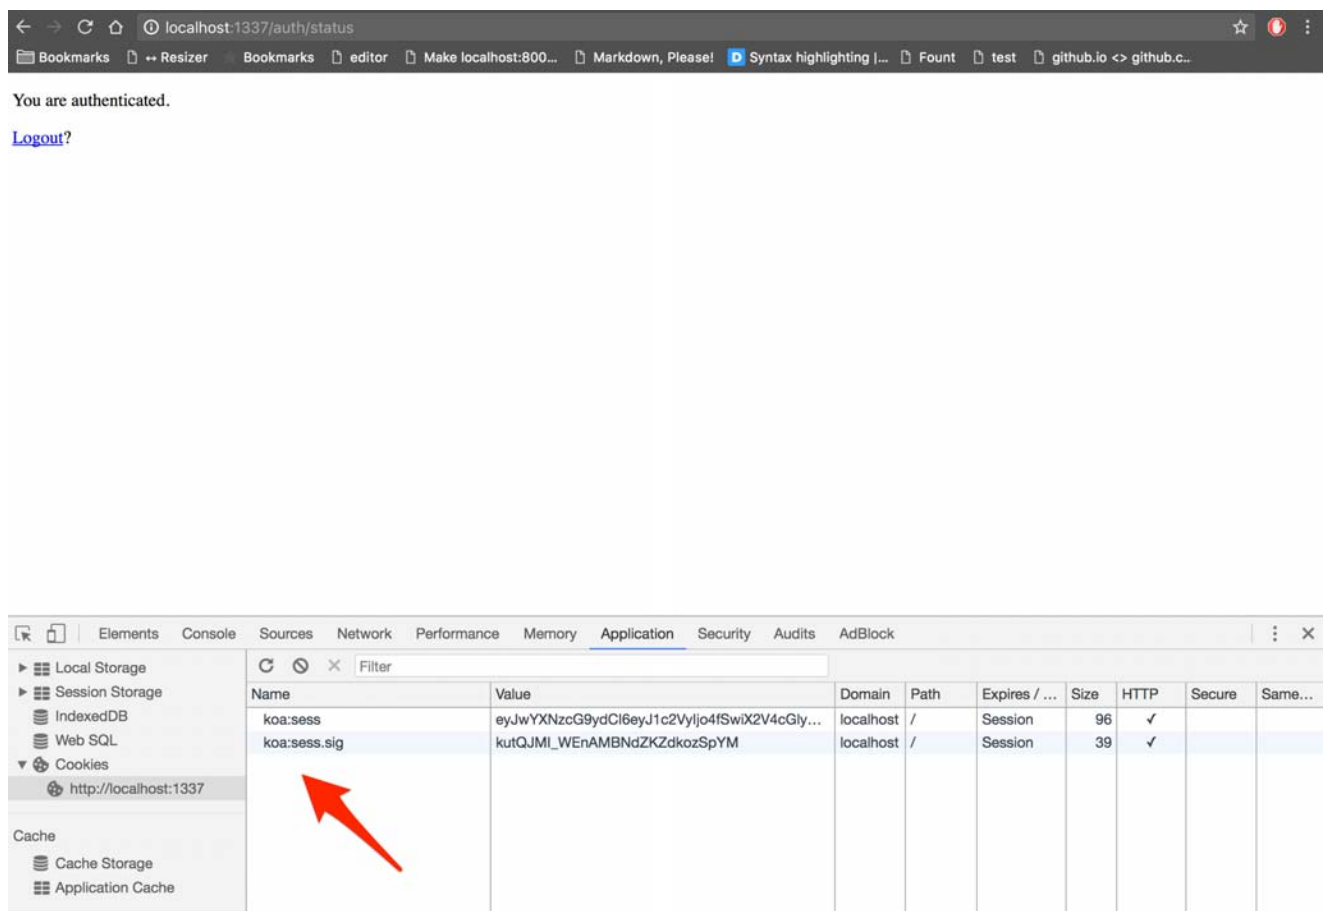 localhost:1337/auth/status
Bookmarks ↔ Resizer Bookmarks editor Make localhost:800... Markdown, Please! D Syntax highlighting |... Fount test github.io <> github.c..
You are authenticated.
Logout?
Elements Console Sources Network Performance Memory Application Security Audits AdBlock
Local Storage
Session Storage
IndexedDB
Web SQL
Cookies
http://localhost:1337
Cache
Cache Storage
Application Cache
Filter
Name Value Domain Path Expires / ... Size HTTP Secure Same...
koa:sess eyJwYXNzcG9ydCI6eyJ1c2VyIjo4fSwiX2V4cGly... localhost / Session 96 ✓
koa:sess.sig kutQJMI_WEnAMBNdZKZdkozSpYM localhost / Session 39 ✓